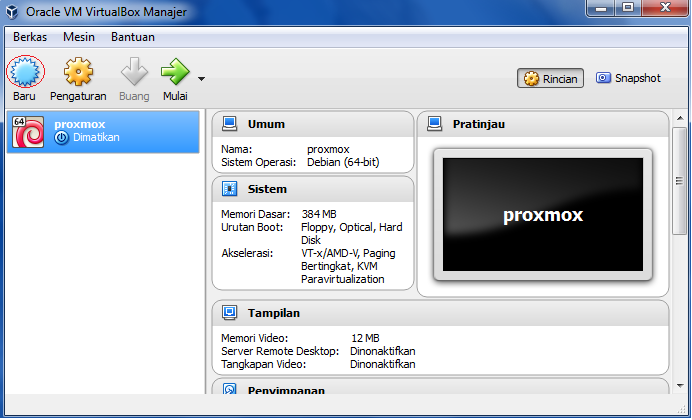 Oracle VM VirtualBox Manajer
Berkas Mesin Bantuan
Baru Pengaturan Buang Mulai
Rincian Snapshot
64
proxmox
Dimatikan
Umum
Nama: proxmox
Sistem Operasi: Debian (64-bit)
Sistem
Memori Dasar: 384 MB
Urutan Boot: Floppy, Optical, Hard
Disk
Akselerasi: VT-x/AMD-V, Paging
Bertingkat, KVM
Paravirtualization
Pratinjau
proxmox
Tampilan
Memori Video: 12 MB
Server Remote Desktop: Dinonaktifkan
Tangkapan Video: Dinonaktifkan
Penyimpanan